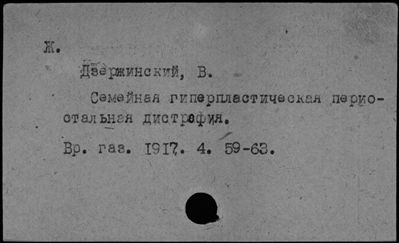 Ж.
Дзержинский, В.
Семейная гиперпластическая перио-
стальная дистрофия.
Вр. газ. 1917. 4. 59-63.